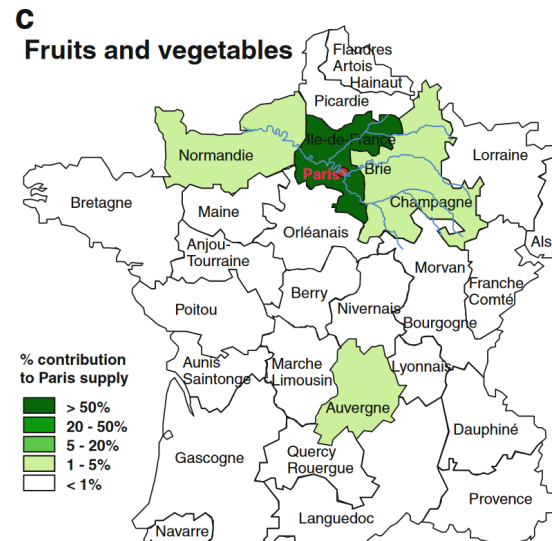 c
Fruits and vegetables
Flandres
Artois
Hainaut
Picardie
Ile-de-France
Normandie
Paris
Brie
Lorraine
Bretagne
Maine
Champagne
Orléanais
Als
Anjou-
Tourraine
Morvan
Franche
Comté
Berry
Nivernais
Poitou
Bourgogne
% contribution
to Paris supply
> 50%
20 - 50%
5 - 20%
1 - 5%
< 1%
Aunis
Saintonge
Marche
Limousin
Lyonnais
Auvergne
Dauphiné
Gascogne
Quercy
Rouergue
Provence
Languedoc
Navarre